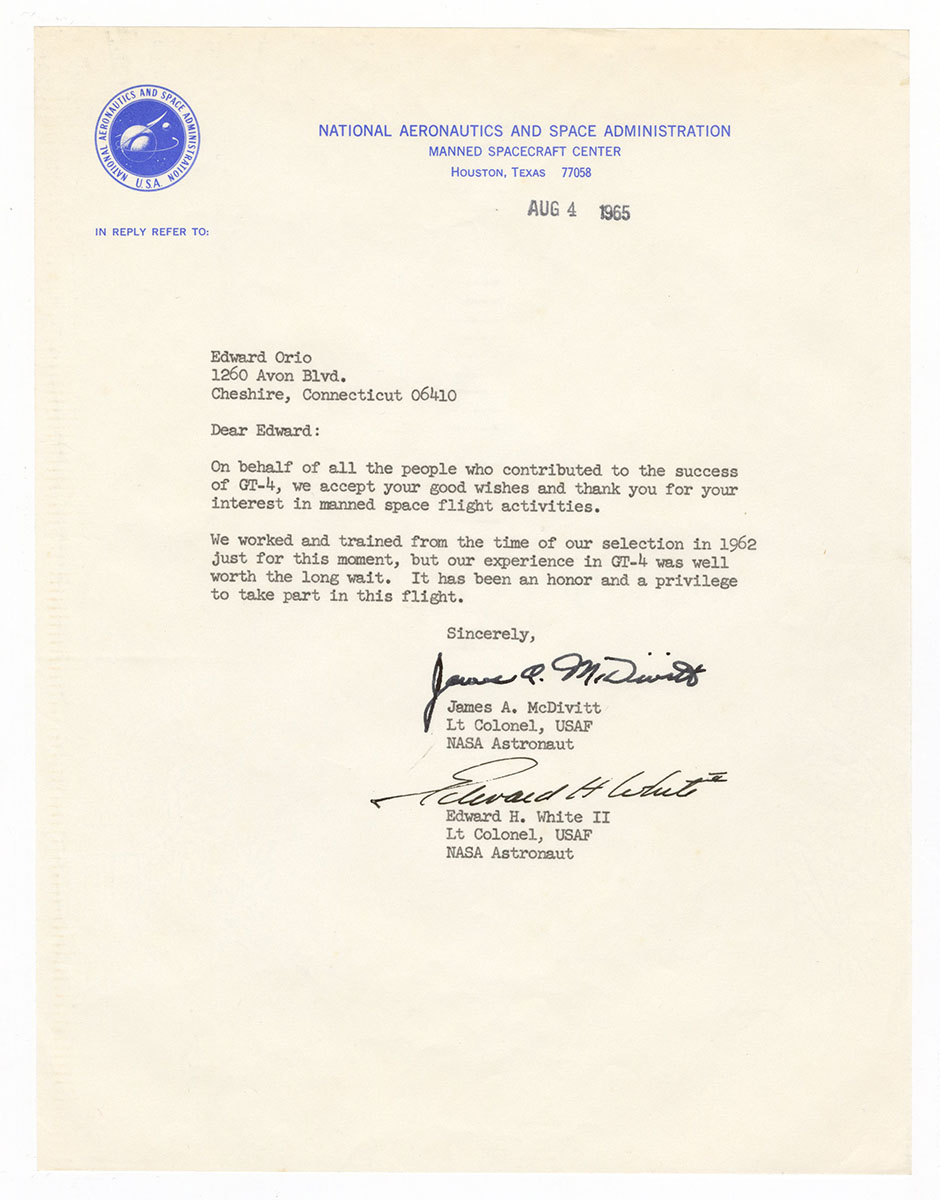 NATIONAL AERONAUTICS AND SPACE ADMINISTRATION
U.S.A.
NATIONAL AERONAUTICS AND SPACE ADMINISTRATION
MANNED SPACECRAFT CENTER
HOUSTON, TEXAS 77058
AUG 4 1965
IN REPLY REFER TO:
Edward Orio
1260 Avon Blvd.
Cheshire, Connecticut 06410
Dear Edward:
On behalf of all the people who contributed to the success
of GT-4, we accept your good wishes and thank you for your
interest in manned space flight activities.
We worked and trained from the time of our selection in 1962
just for this moment, but our experience in GT-4 was well
worth the long wait. It has been an honor and a privilege
to take part in this flight.
Sincerely,
James A. McDivitt
James A. McDivitt
Lt Colonel, USAF
NASA Astronaut
Edward H White II
Edward H. White II
Lt Colonel, USAF
NASA Astronaut